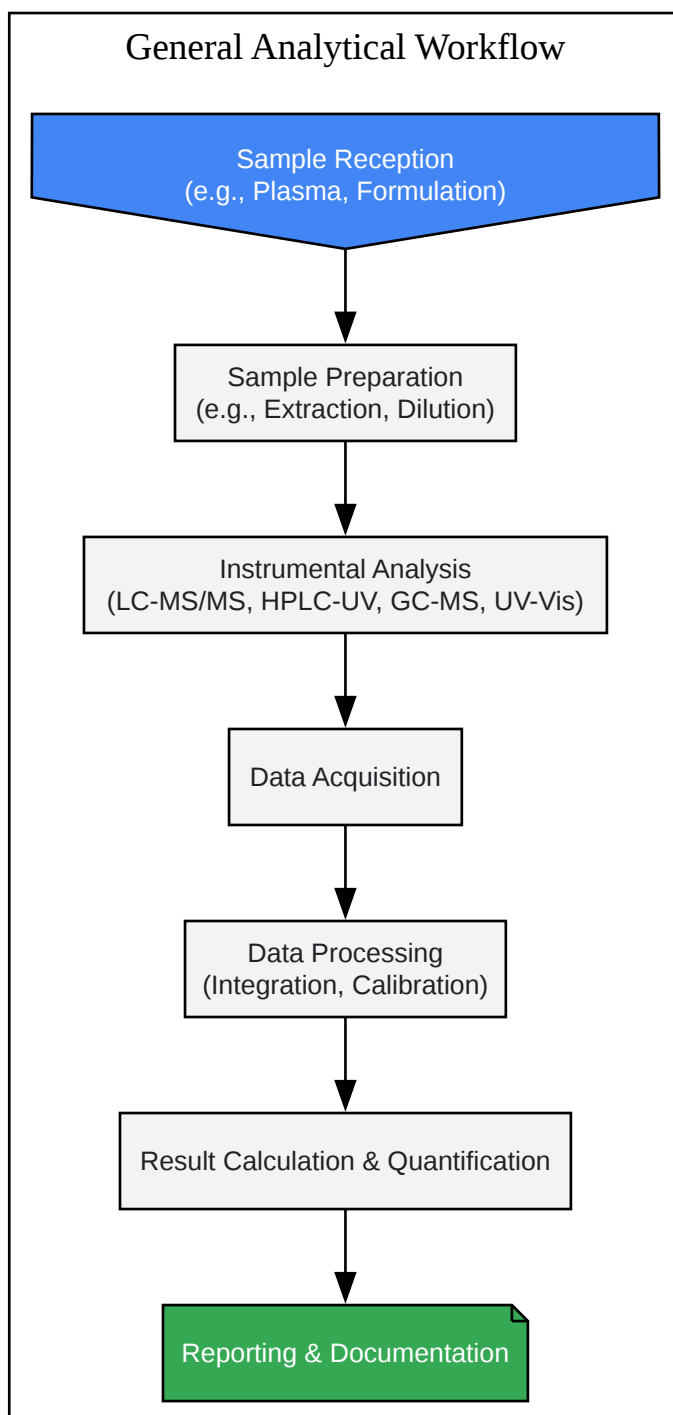 General Analytical Workflow
Sample Reception
(e.g., Plasma, Formulation)
Sample Preparation
(e.g., Extraction, Dilution)
Instrumental Analysis
(LC-MS/MS, HPLC-UV, GC-MS, UV-Vis)
Data Acquisition
Data Processing
(Integration, Calibration)
Result Calculation & Quantification
Reporting & Documentation